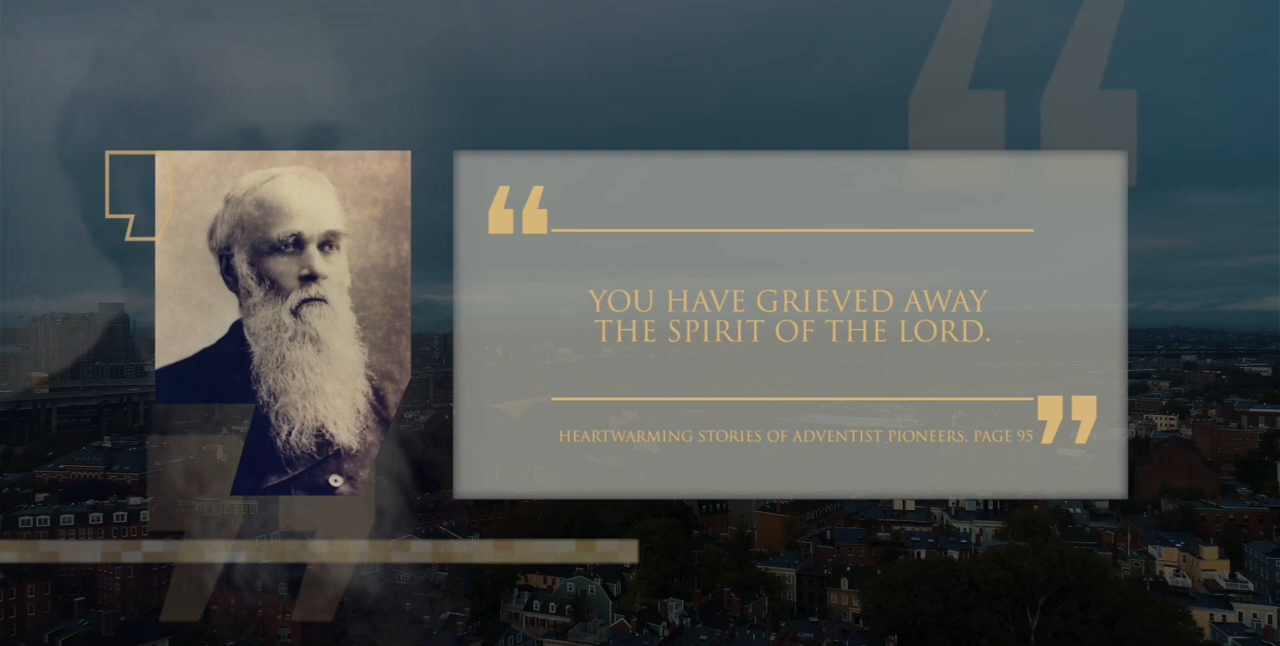 YOU HAVE GRIEVED AWAY
THE SPIRIT OF THE LORD.
HEARTWARMING STORIES OF ADVENTIST PIONEERS. PAGE 95